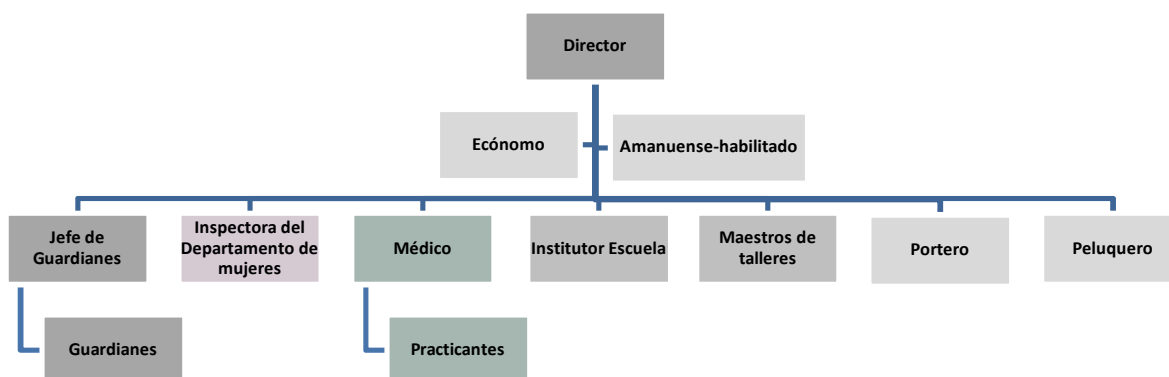 Director
Ecónomo
Amanuense-habilitado
Jefe de
Guardianes
Inspectora del
Departamento de
mujeres
Médico
Institutor Escuela
Maestros de
talleres
Portero
Peluquero
Guardianes
Practicantes